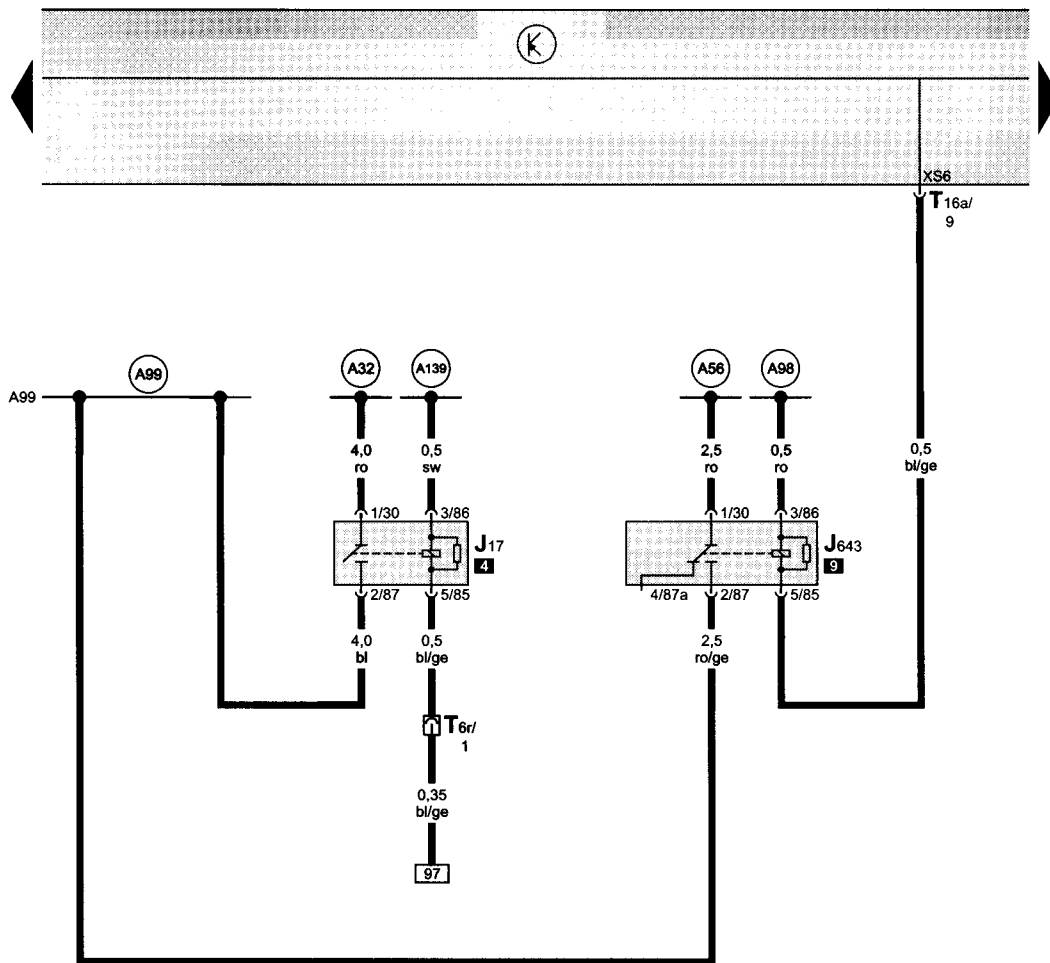 K
XS6
T16a/
9
A99
A99
A32
A139
A56
A98
4,0
ro
0,5
sw
2,5
ro
0,5
ro
0,5
bl/ge
1/30
3/86
1/30
3/86
J17
4
J643
9
2/87
5/85
4/87a
2/87
5/85
4,0
bl
0,5
bl/ge
2,5
ro/ge
T6r/
1
0,35
bl/ge
97